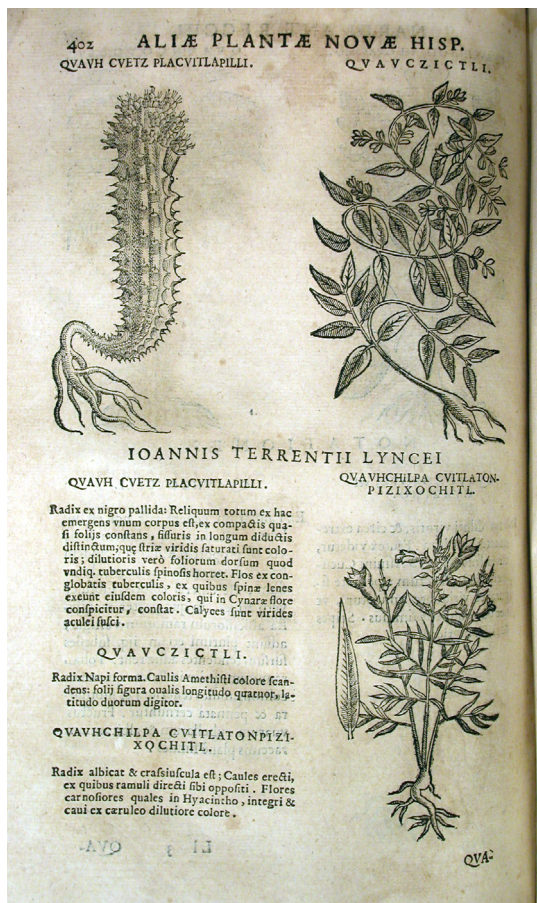 402 ALIÆ PLANTÆ NOVÆ HISP.
QVAVH CVETZ PLACVITLAPILLI.
QVAVCZICTLI.
IOANNIS TERRENTII LYNCEI
QVAVH CVETZ PLACVITLAPILLI.
Radix ex nigro pallida: Reliquum totum ex hac
emergens vnum corpus est, ex compactis qua-
si folijs constans, fissuris in longum diductis
distinctum; quę striæ viridis saturati sunt colo-
ris; dilutioris verò foliorum dorsum quod
vndiq. tuberculis spinosis horret. Flos ex con-
globatis tuberculis, ex quibus spinæ lenes
exeunt eiusdem coloris, qui in Cynaræ flore
conspicitur, constat. Calyces sunt virides
aculei fusci.
QVAVCZICTLI.
Radix Napi forma. Caulis Amethisti colore scan-
dens: folij figura oualis longitudo quatuor, la-
titudo duorum digitor.
QVAVHCHILPA CVITLATONPIZI-
XOCHITL.
Radix albicat & crassiuscula est; Caules erecti,
ex quibus ramuli directi sibi oppositi. Flores
carnosiores quales in Hyacintho, integri &
caui ex cæruleo dilutiore colore.
QVAVHCHILPA CVITLATON-
PIZIXOCHITL.
QVA-